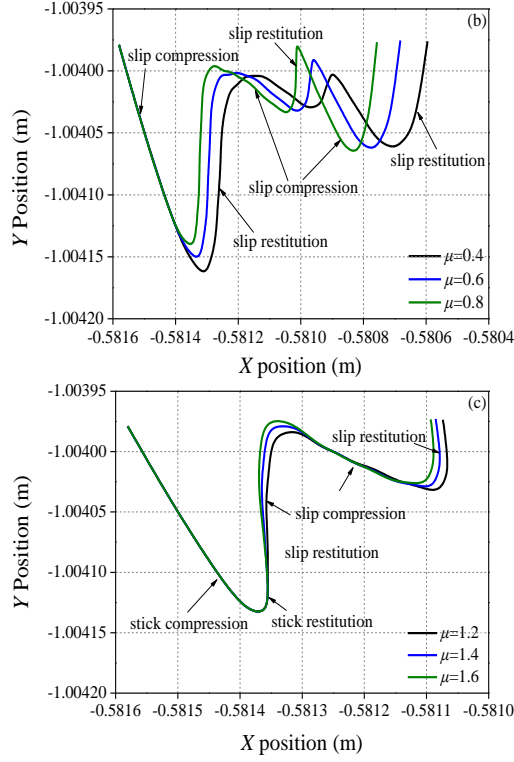 (b)
-1.00395
-1.00400
-1.00405
-1.00410
-1.00415
-1.00420
Y Position (m)
slip restitution
slip compression
slip restitution
slip compression
slip restitution
μ=0.4
μ=0.6
μ=0.8
-0.5816 -0.5814 -0.5812 -0.5810 -0.5808 -0.5806 -0.5804
X position (m)
(c)
-1.00395
-1.00400
-1.00405
-1.00410
-1.00415
-1.00420
Y Position (m)
slip restitution
slip compression
slip restitution
stick compression
stick restitution
μ=1.2
μ=1.4
μ=1.6
-0.5816 -0.5815 -0.5814 -0.5813 -0.5812 -0.5811 -0.5810
X position (m)